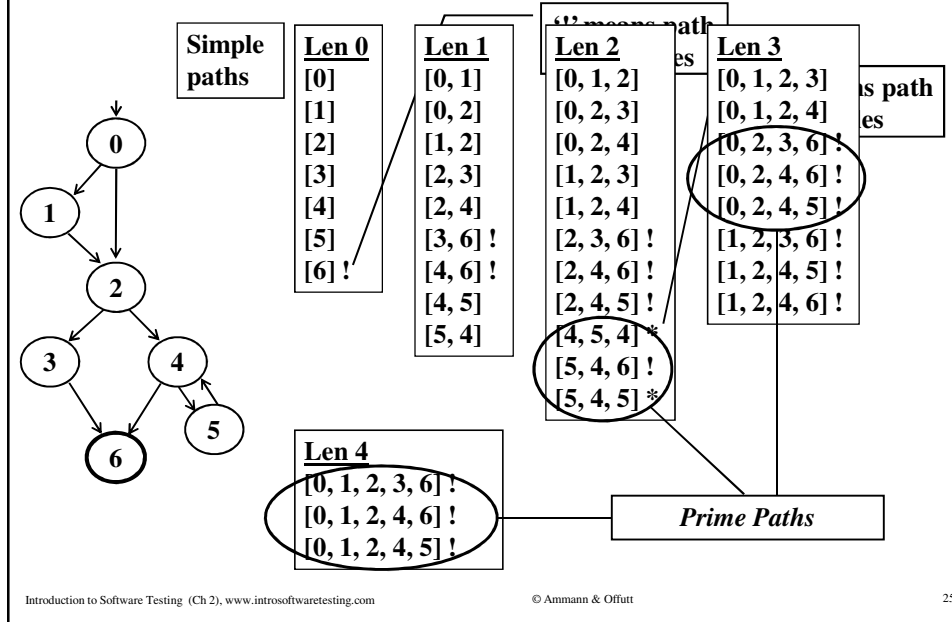 Simple
paths
0
1
2
3
4
5
6
Len 0
[0]
[1]
[2]
[3]
[4]
[5]
[6] !
Len 1
[0, 1]
[0, 2]
[1, 2]
[2, 3]
[2, 4]
[3, 6] !
[4, 6] !
[4, 5]
[5, 4]
‘!’ means path
es
Len 2
[0, 1, 2]
[0, 2, 3]
[0, 2, 4]
[1, 2, 3]
[1, 2, 4]
[2, 3, 6] !
[2, 4, 6] !
[2, 4, 5] !
[4, 5, 4] *
[5, 4, 6] !
[5, 4, 5] *
s path
es
Len 3
[0, 1, 2, 3]
[0, 1, 2, 4]
[0, 2, 3, 6] !
[0, 2, 4, 6] !
[0, 2, 4, 5] !
[1, 2, 3, 6] !
[1, 2, 4, 5] !
[1, 2, 4, 6] !
Len 4
[0, 1, 2, 3, 6] !
[0, 1, 2, 4, 6] !
[0, 1, 2, 4, 5] !
Prime Paths
Introduction to Software Testing (Ch 2), www.introsoftwaretesting.com
© Ammann & Offutt
25